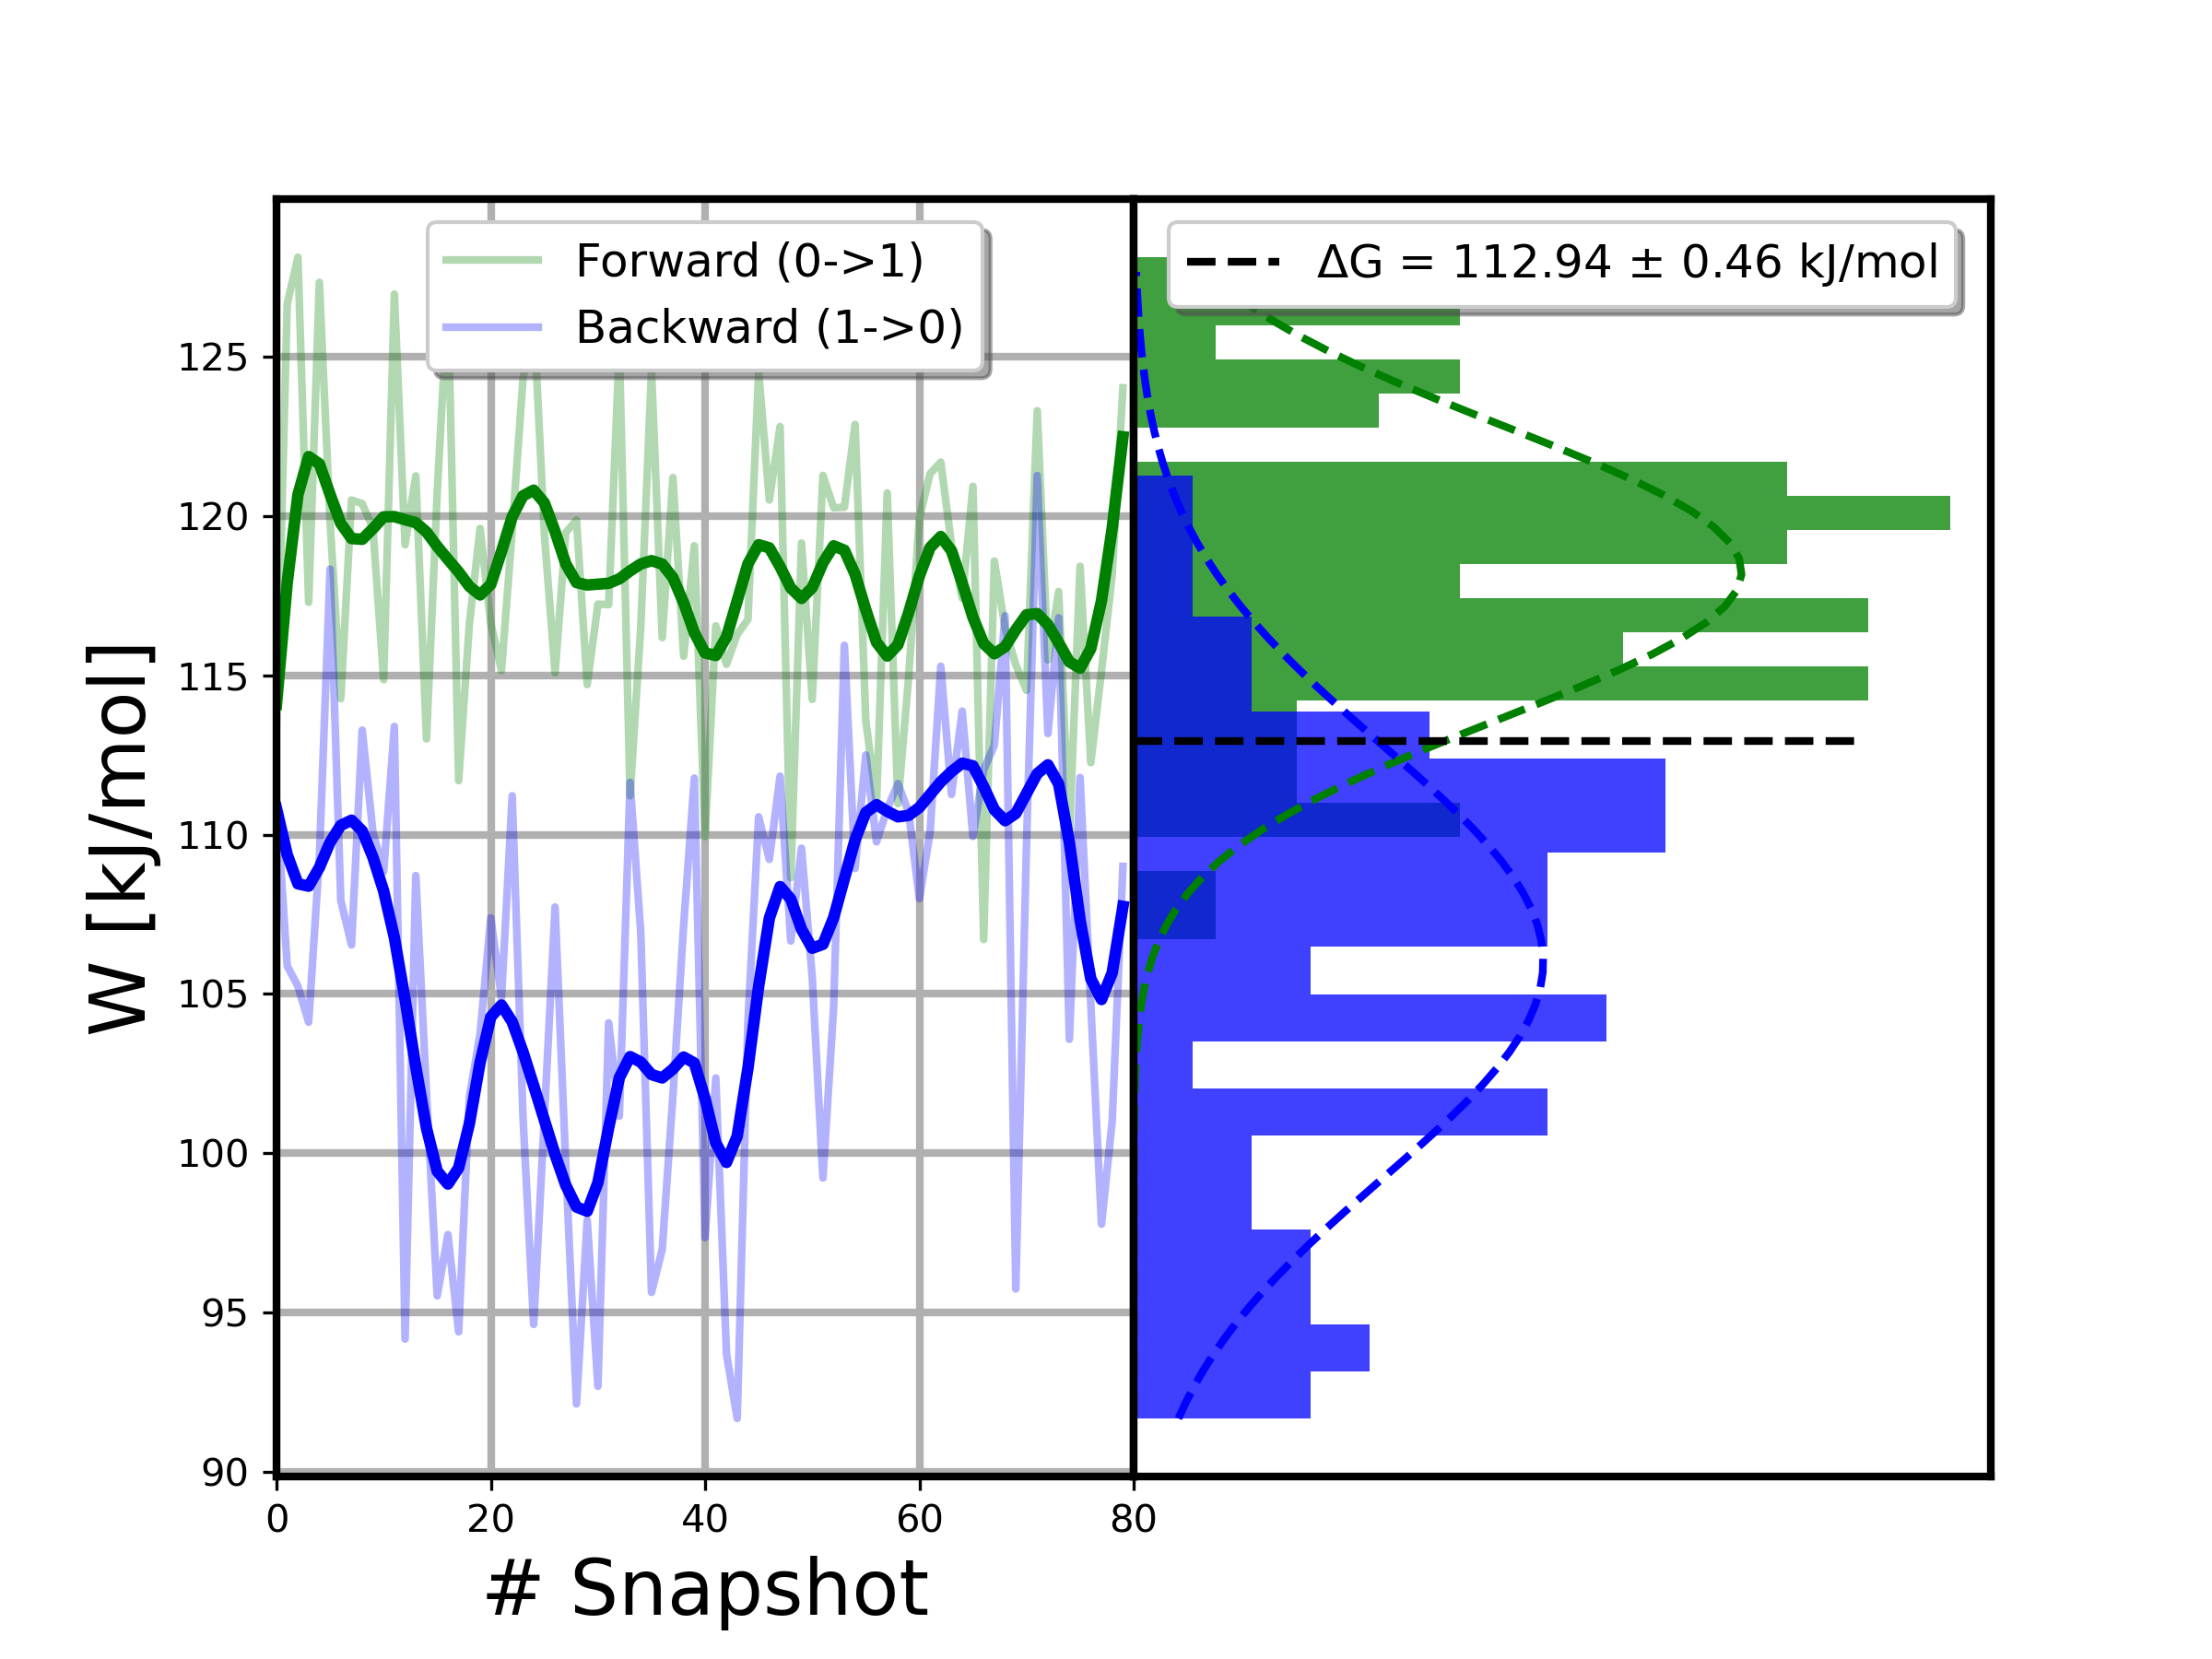 Forward (0->1)
Backward (1->0)
ΔG = 112.94 ± 0.46 kJ/mol
W [kJ/mol]
125
120
115
110
105
100
95
90
0 20 40 60 80
# Snapshot